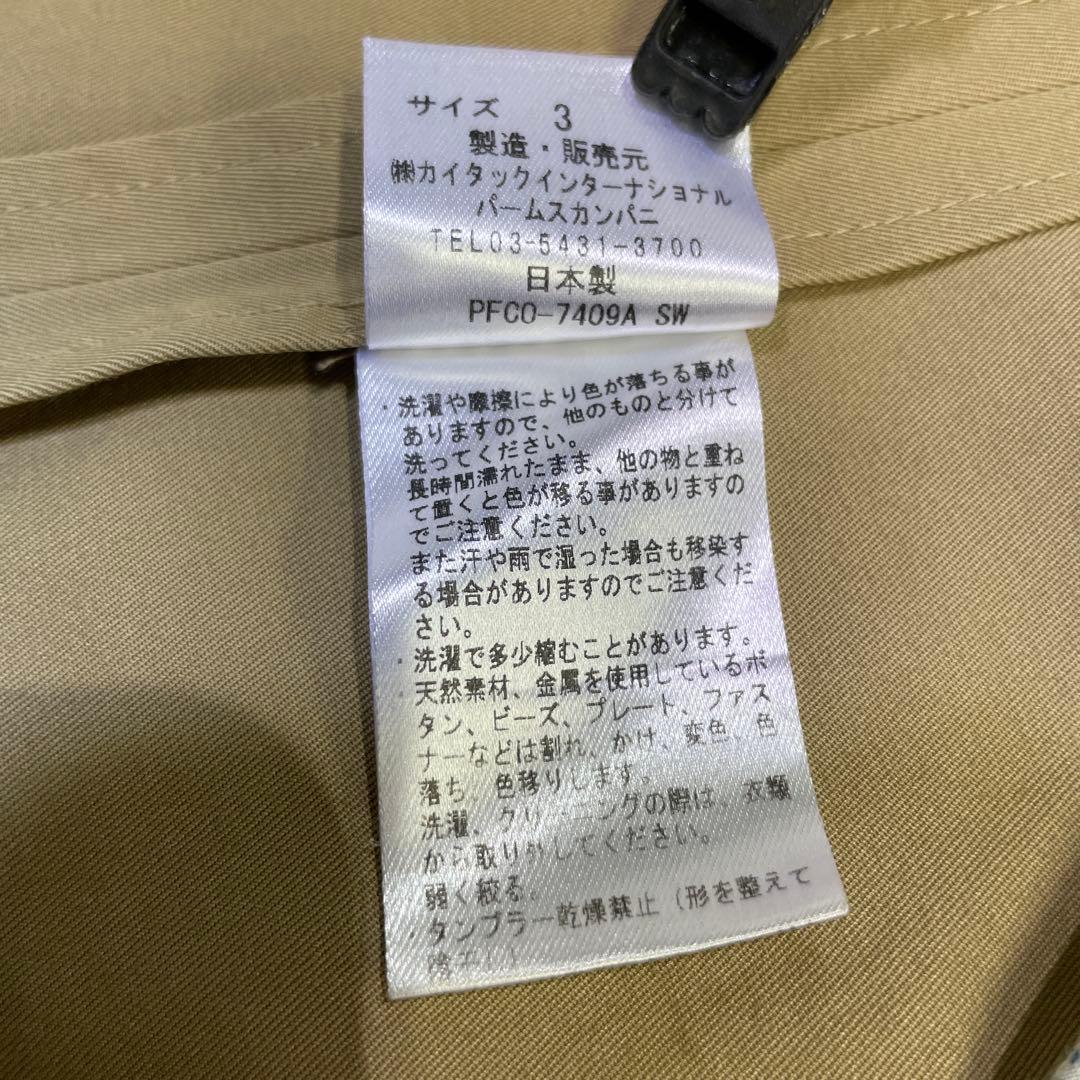 サイズ 3
製造・販売元
㈱カイタックインターナショナル
パームスカンパニ
TEL03-5431-3700
日本製
PFCO-7409A SW
・洗濯や摩擦により色が落ちる事が
ありますので、他のものと分けて
洗ってください。
長時間濡れたまま、他の物と重ね
て置くと色が移る事がありますの
でご注意ください。
また汗や雨で湿った場合も移染す
る場合がありますのでご注意くだ
さい。
・洗濯で多少縮むことがあります。
・天然素材、金属を使用しているボ
タン、ビーズ、プレート、ファス
ナーなどは割れ、かけ、変色、色
落ち、色移りします。
洗濯、クリーニングの際は、衣類
から取り外してください。
弱く絞る。
・タンブラー乾燥禁止（形を整えて
陰干し）